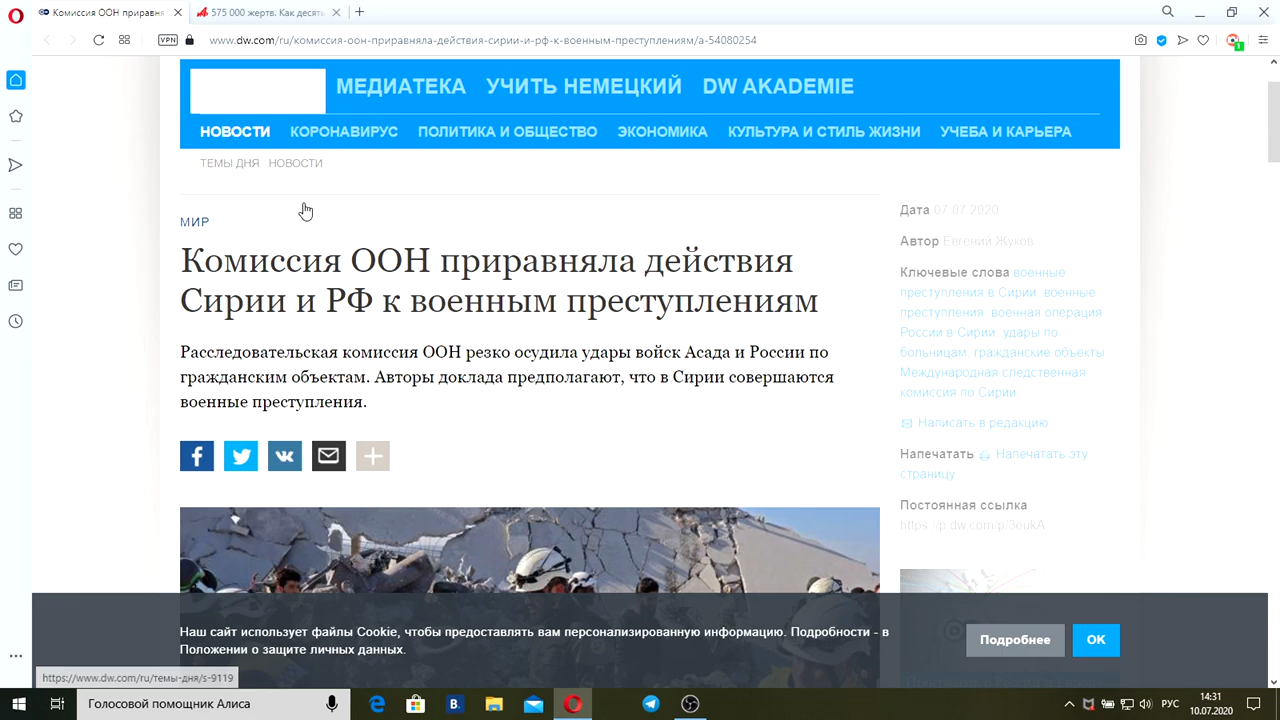 Комиссия ООН приравня
575 000 жертв. Как десять
VPN
www.dw.com/ru/комиссия-оон-приравняла-действия-сирии-и-рф-к-военным-преступлениям/a-54080254
1
МЕДИАТЕКА УЧИТЬ НЕМЕЦКИЙ DW AKADEMIE
НОВОСТИ КОРОНАВИРУС ПОЛИТИКА И ОБЩЕСТВО ЭКОНОМИКА КУЛЬТУРА И СТИЛЬ ЖИЗНИ УЧЕБА И КАРЬЕРА
ТЕМЫ ДНЯ НОВОСТИ
МИР
Комиссия ООН приравняла действия
Сирии и РФ к военным преступлениям
Расследовательская комиссия ООН резко осудила удары войск Асада и России по
гражданским объектам. Авторы доклада предполагают, что в Сирии совершаются
военные преступления.
Дата 07.07.2020
Автор Евгений Жуков
Ключевые слова военные
преступления в Сирии, военные
преступления, военная операция
России в Сирии, удары по
больницам, гражданские объекты
Международная следственная
комиссия по Сирии
Написать в редакцию
Напечатать Напечатать эту
страницу
Постоянная ссылка
https://p.dw.com/p/3eukA
Наш сайт использует файлы Cookie, чтобы предоставлять вам персонализированную информацию. Подробности - в
Положении о защите личных данных.
Подробнее
OK
https://www.dw.com/ru/темы-дня/s-9119
Голосовой помощник Алиса
B.
РУС
14:31
10.07.2020